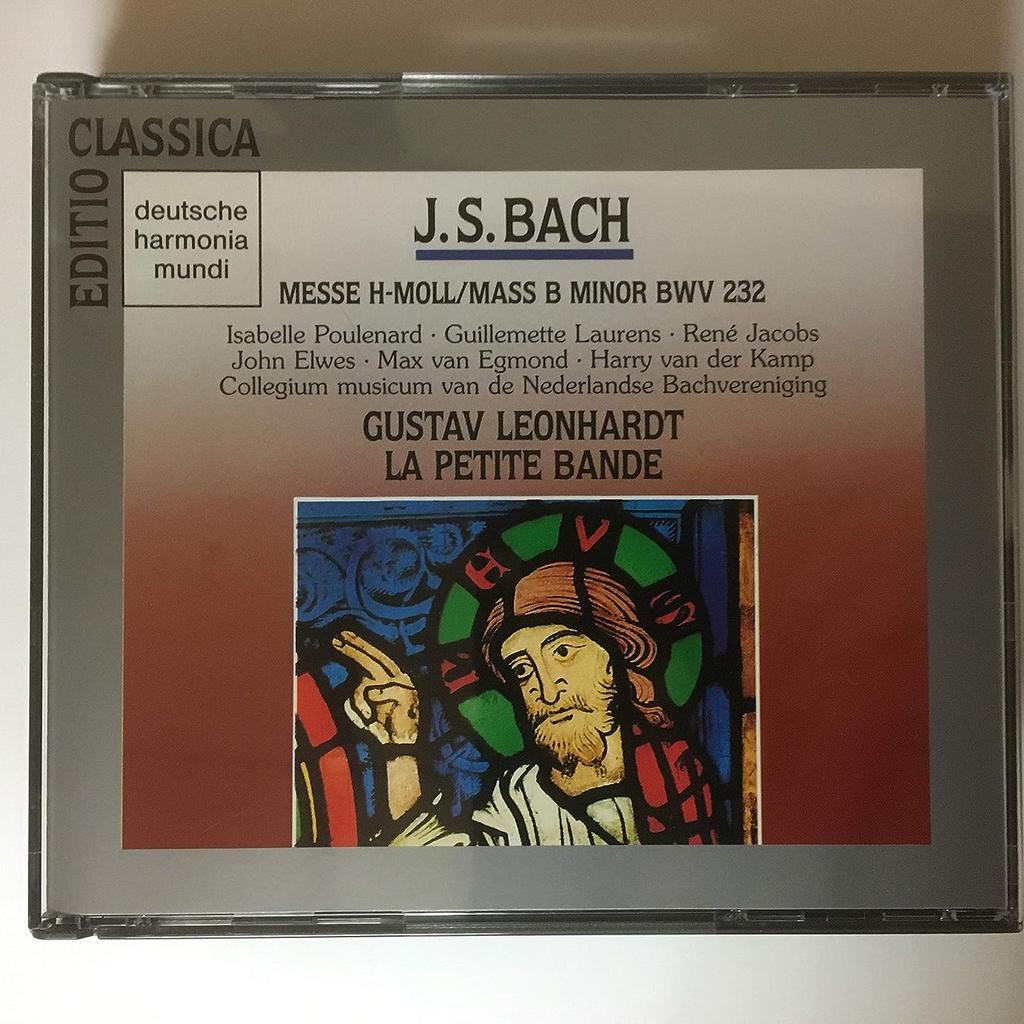 EDITIO
CLASSICA
deutsche
harmonia
mundi
J.S.BACH
MESSE H-MOLL/MASS B MINOR BWV 232
Isabelle Poulenard · Guillemette Laurens · René Jacobs
John Elwes · Max van Egmond · Harry van der Kamp
Collegium musicum van de Nederlandse Bachvereniging
GUSTAV LEONHARDT
LA PETITE BANDE